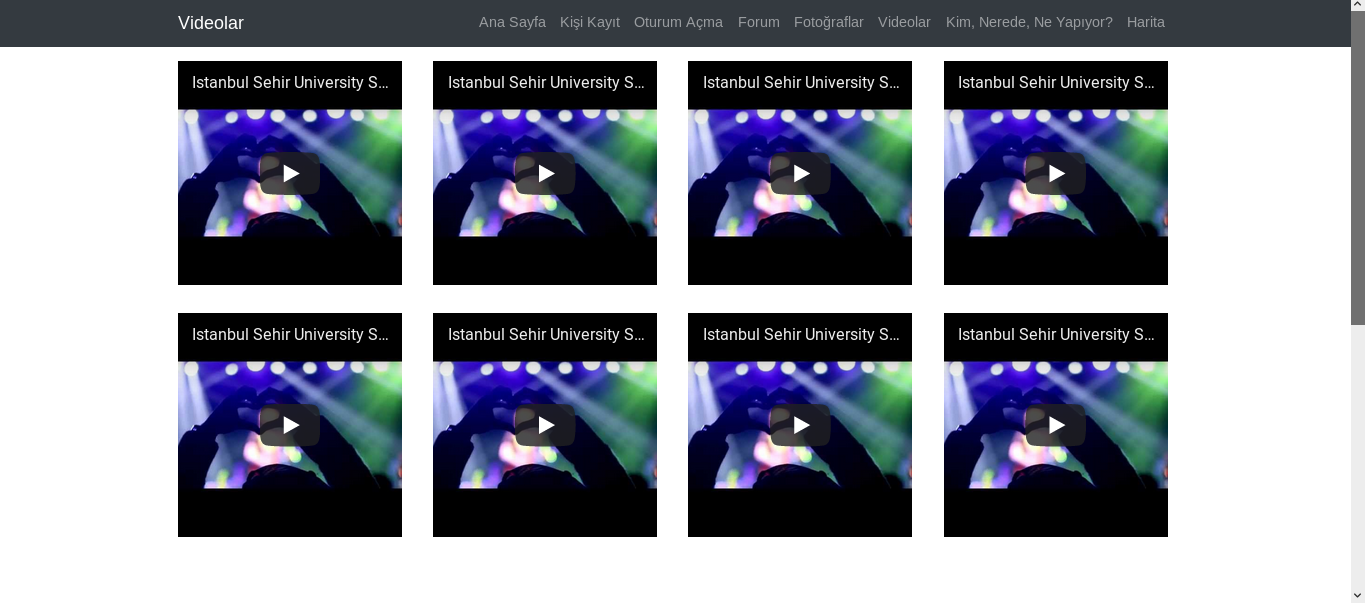 Videolar Ana Sayfa Kişi Kayıt Oturum Açma Forum Fotoğraflar Videolar Kim, Nerede, Ne Yapıyor? Harita
Istanbul Sehir University S... Istanbul Sehir University S... Istanbul Sehir University S... Istanbul Sehir University S...
Istanbul Sehir University S... Istanbul Sehir University S... Istanbul Sehir University S... Istanbul Sehir University S...